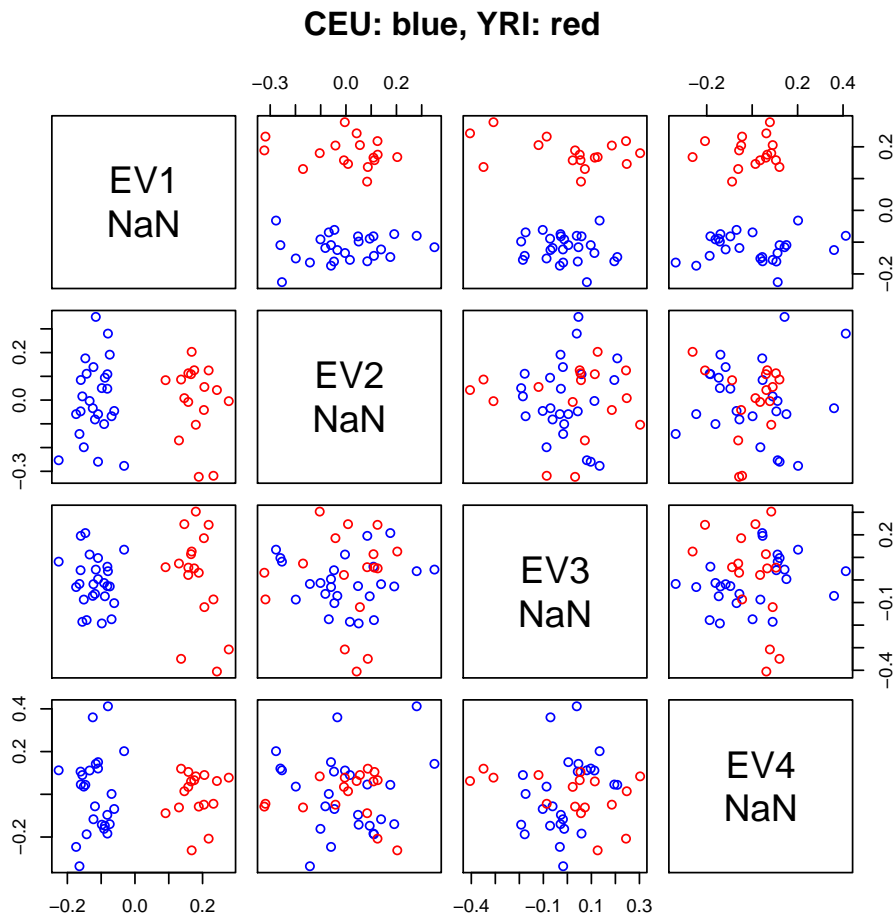 CEU: blue, YRI: red
−0.3 0.0 0.2 −0.2 0.2 0.4
EV1
NaN
−0.2 0.0 0.2
−0.3 0.0 0.2
EV2
NaN
EV3
NaN
−0.4 −0.1 0.2
−0.2 0.2 0.4
EV4
NaN
−0.2 0.0 0.2 −0.4 −0.1 0.1 0.3